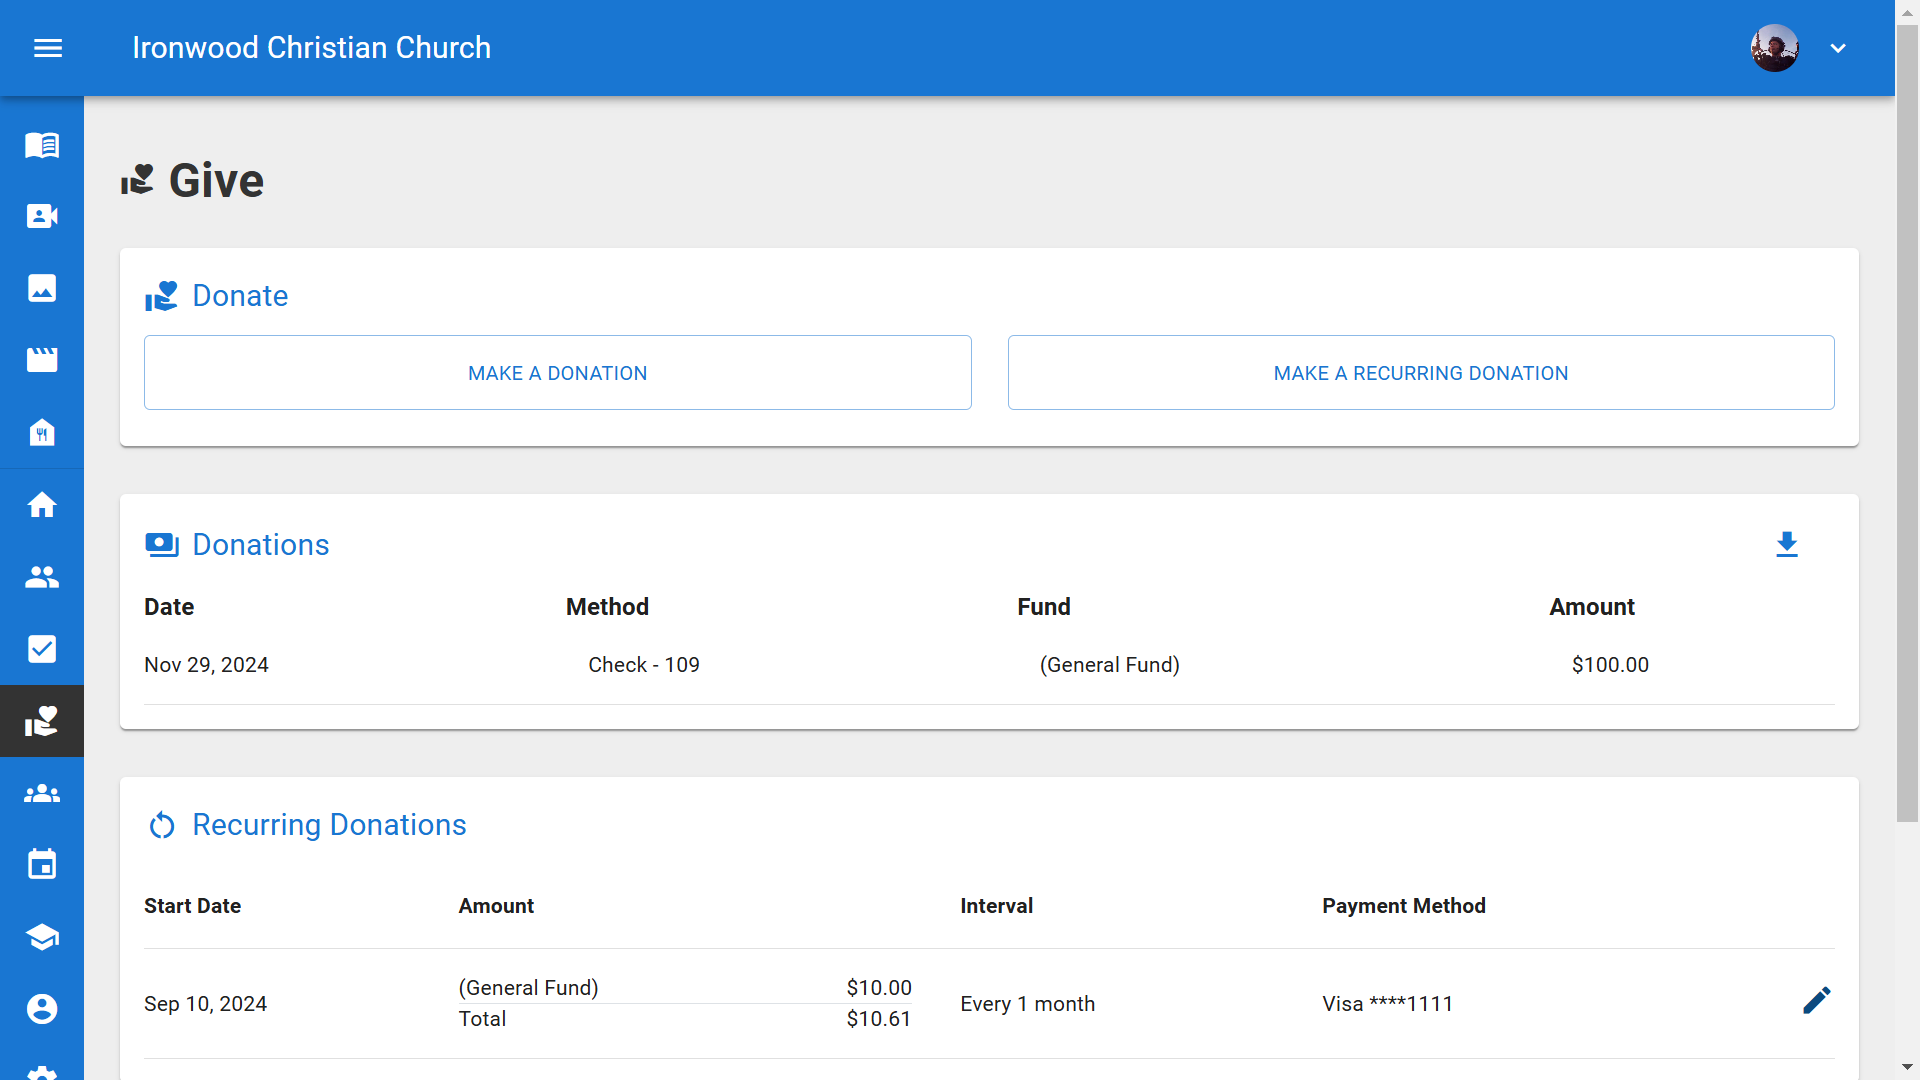 Ironwood Christian Church
Give
Donate
MAKE A DONATION
MAKE A RECURRING DONATION
Donations
Date Method Fund Amount
Nov 29, 2024 Check - 109 (General Fund) $100.00
Recurring Donations
Start Date Amount Interval Payment Method
Sep 10, 2024 (General Fund) $10.00 Every 1 month Visa ****1111
Total $10.61